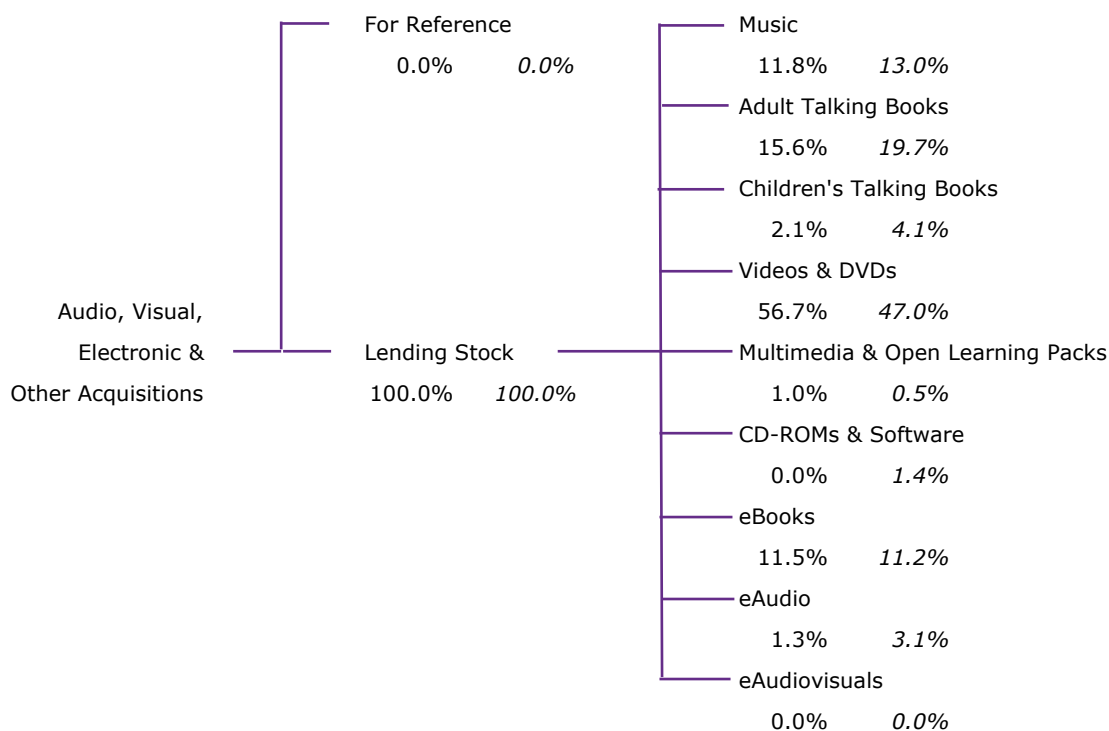 For Reference
0.0% 0.0%
Audio, Visual,
Electronic &
Other Acquisitions
Lending Stock
100.0% 100.0%
Music
11.8% 13.0%
Adult Talking Books
15.6% 19.7%
Children's Talking Books
2.1% 4.1%
Videos & DVDs
56.7% 47.0%
Multimedia & Open Learning Packs
1.0% 0.5%
CD-ROMs & Software
0.0% 1.4%
eBooks
11.5% 11.2%
eAudio
1.3% 3.1%
eAudiovisuals
0.0% 0.0%